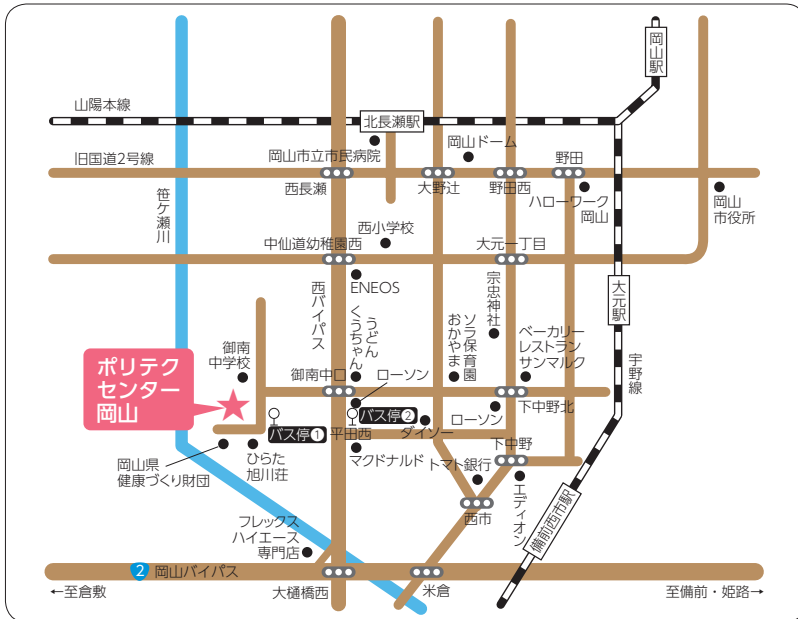 岡山駅
山陽本線
北長瀬駅
岡山市立市民病院
岡山ドーム
野田
旧国道2号線
西長瀬
大野辻
野田西
ハローワーク
岡山
岡山
市役所
笹ケ瀬川
西小学校
中仙道幼稚園西
大元一丁目
ENEOS
西バイパス
うどん
くうちゃん
宗忠神社
大元駅
ソラ保育園
おかやま
ベーカリー
レストラン
サンマルク
宇野線
御南
中学校
ポリテク
センター
岡山
御南中口
ローソン
バス停①
平田西
バス停②
ダイソー
ローソン
下中野北
岡山県
健康づくり財団
ひらた
旭川荘
マクドナルド
トマト銀行
下中野
エディオン
備前西市駅
西市
フレックス
ハイエース
専門店
2
岡山バイパス
←至倉敷
大樋橋西
米倉
至備前・姫路→